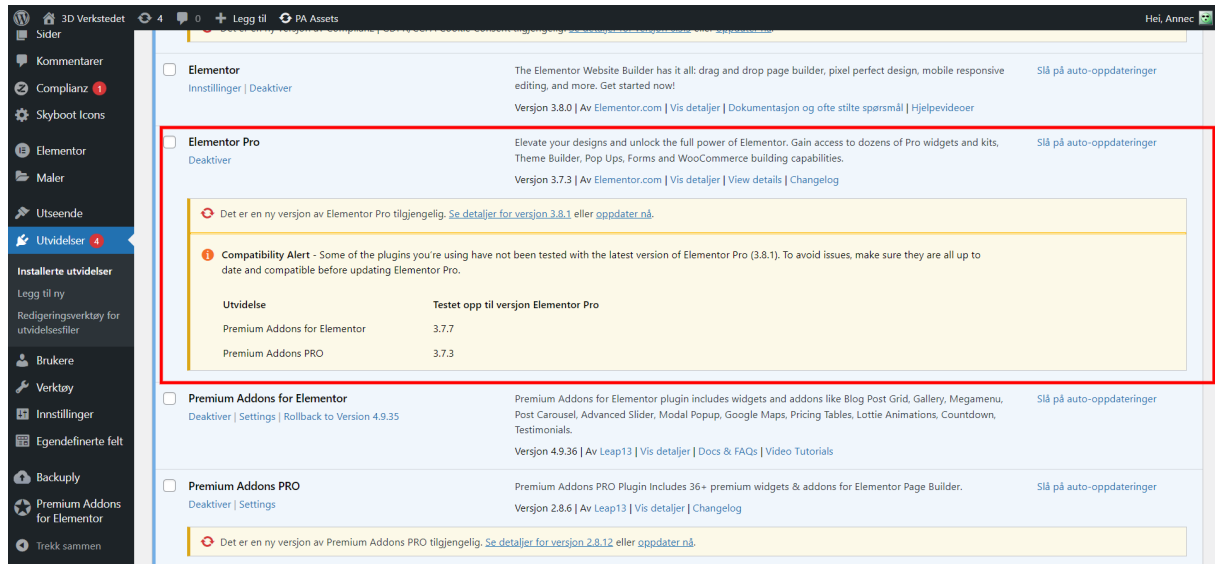 3D Verkstedet 4 0 + Legg til PA Assets Hei, Annec
Sider
Kommentarer
Complianz 1
Skyboot Icons
Elementor
Maler
Utseende
Utvidelser 4
Installerte utvidelser
Legg til ny
Redigeringsverktøy for
utvidelsesfiler
Brukere
Verktøy
Innstillinger
Egendefinerte felt
Backuply
Premium Addons
for Elementor
Trekk sammen
Det er en ny versjon av Complianz | GDPR/CCPA Cookie Consent tilgjengelig.
Elementor
Innstillinger | Deaktiver
The Elementor Website Builder has it all: drag and drop page builder, pixel perfect design, mobile responsive
editing, and more. Get started now!
Versjon 3.8.0 | Av Elementor.com | Vis detaljer | Dokumentasjon og ofte stilte spørsmål | Hjelpevideoer
Slå på auto-oppdateringer
Elementor Pro
Deaktiver
Elevate your designs and unlock the full power of Elementor. Gain access to dozens of Pro widgets and kits,
Theme Builder, Pop Ups, Forms and WooCommerce building capabilities.
Versjon 3.7.3 | Av Elementor.com | Vis detaljer | View details | Changelog
Slå på auto-oppdateringer
Det er en ny versjon av Elementor Pro tilgjengelig. Se detaljer for versjon 3.8.1 eller oppdater nå.
Compatibility Alert - Some of the plugins you're using have not been tested with the latest version of Elementor Pro (3.8.1). To avoid issues, make sure they are all up to
date and compatible before updating Elementor Pro.
Utvidelse Testet opp til versjon Elementor Pro
Premium Addons for Elementor 3.7.7
Premium Addons PRO 3.7.3
Premium Addons for Elementor
Deaktiver | Settings | Rollback to Version 4.9.35
Premium Addons for Elementor plugin includes widgets and addons like Blog Post Grid, Gallery, Megamenu,
Post Carousel, Advanced Slider, Modal Popup, Google Maps, Pricing Tables, Lottie Animations, Countdown,
Testimonials.
Versjon 4.9.36 | Av Leap13 | Vis detaljer | Docs & FAQs | Video Tutorials
Slå på auto-oppdateringer
Premium Addons PRO
Deaktiver | Settings
Premium Addons PRO Plugin Includes 36+ premium widgets & addons for Elementor Page Builder.
Versjon 2.8.6 | Av Leap13 | Vis detaljer | Changelog
Slå på auto-oppdateringer
Det er en ny versjon av Premium Addons PRO tilgjengelig. Se detaljer for versjon 2.8.12 eller oppdater nå.